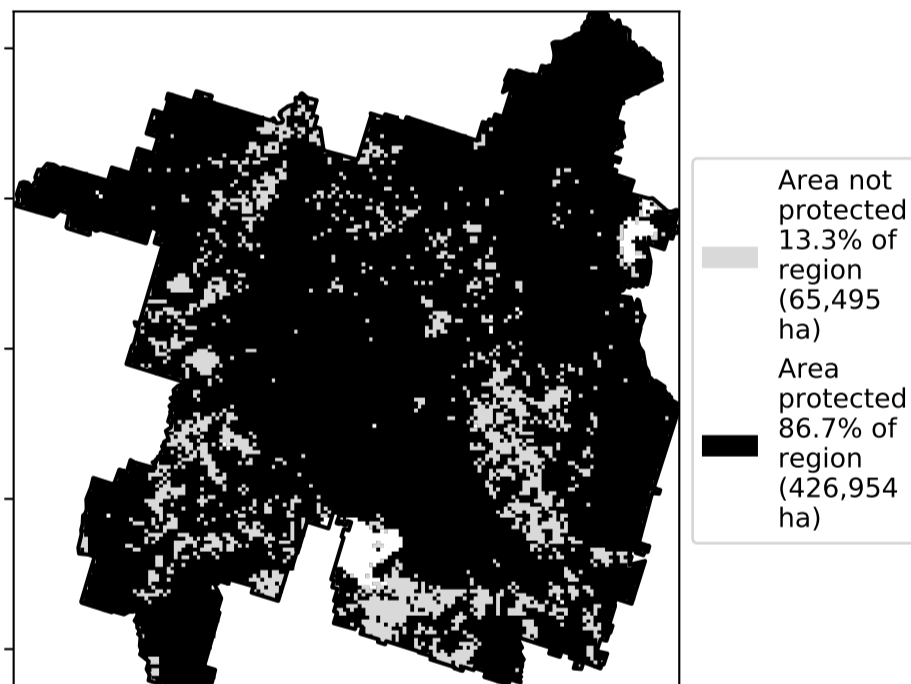 Area not
protected
13.3% of
region
(65,495
ha)
Area
protected
86.7% of
region
(426,954
ha)